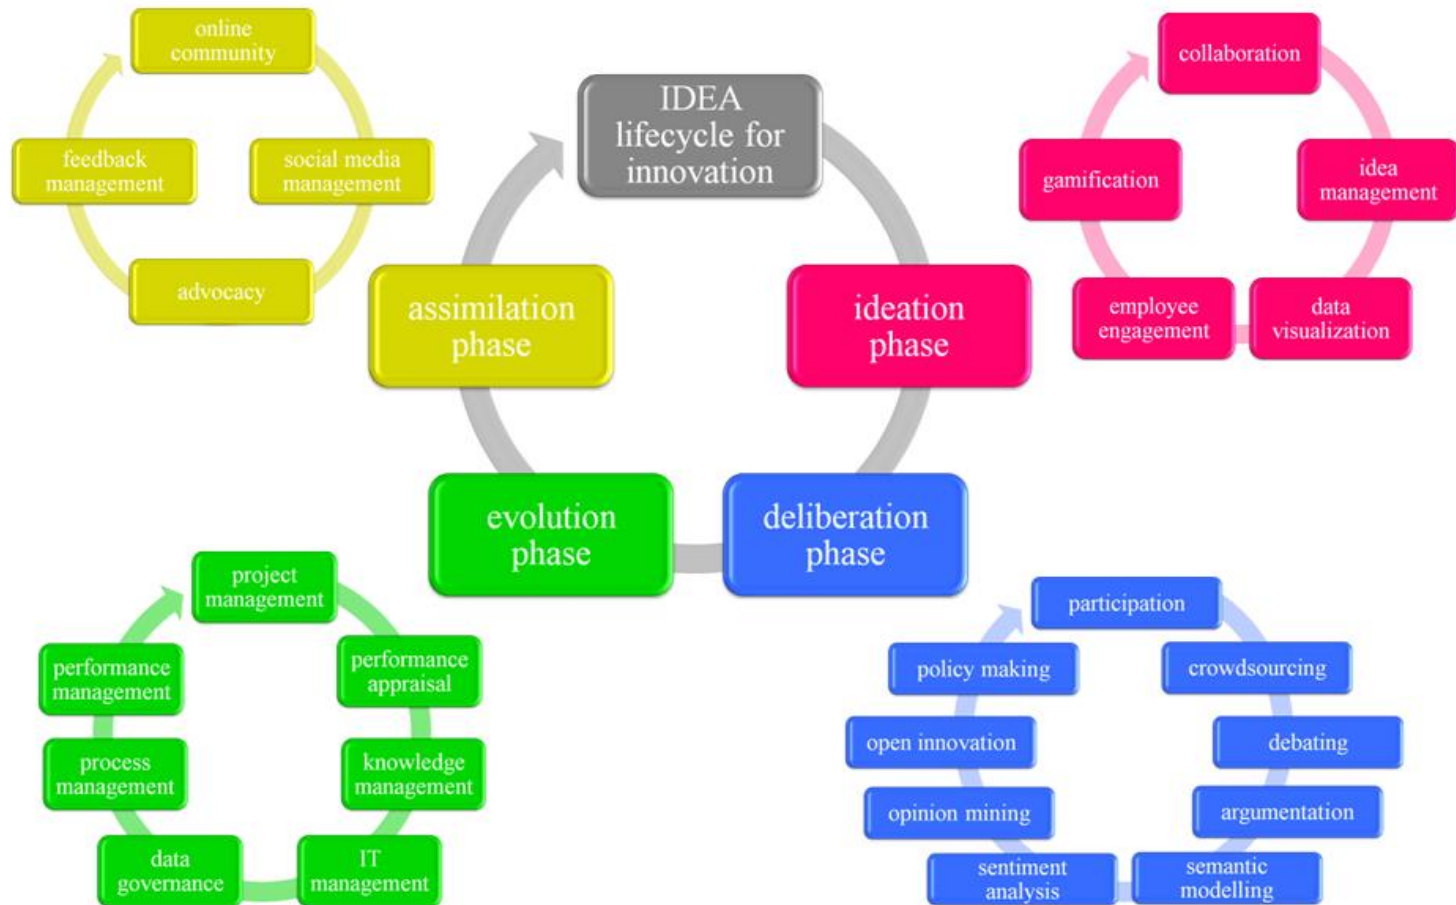 online
community
feedback
management
social media
management
advocacy
IDEA
lifecycle for
innovation
assimilation
phase
ideation
phase
evolution
phase
deliberation
phase
collaboration
gamification
idea
management
employee
engagement
data
visualization
project
management
performance
management
performance
appraisal
process
management
knowledge
management
data
governance
IT
management
participation
policy making
crowdsourcing
open innovation
debating
opinion mining
argumentation
sentiment
analysis
semantic
modelling